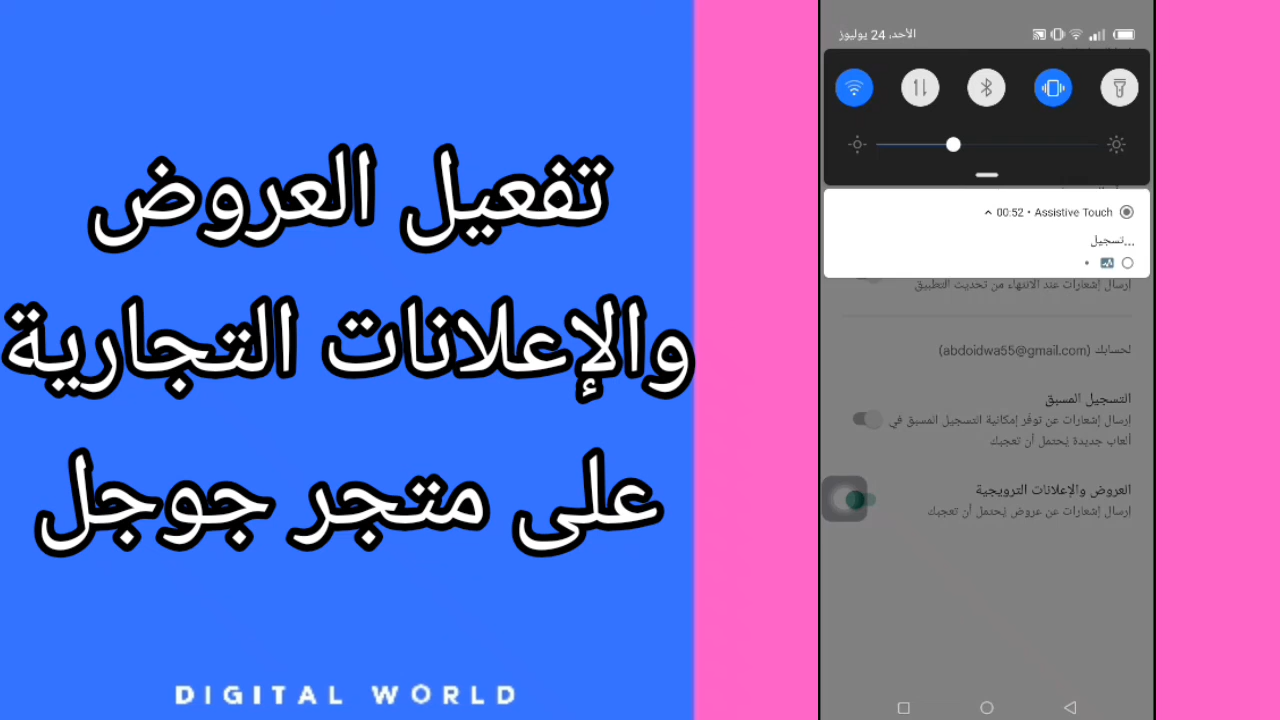 تفعيل العروض
والإعلانات التجارية
على متجر جوجل
DIGITAL WORLD
الأحد، 24 يوليوز
Assistive Touch • 00:52
تسجيل...
إرسال إشعارات عند الانتهاء من تحديث التطبيق
لحسابك (abdoidwa55@gmail.com)
التسجيل المسبق
إرسال إشعارات عن توفّر إمكانية التسجيل المسبق في
ألعاب جديدة يُحتمل أن تعجبك
العروض والإعلانات الترويجية
إرسال إشعارات عن عروض يُحتمل أن تعجبك